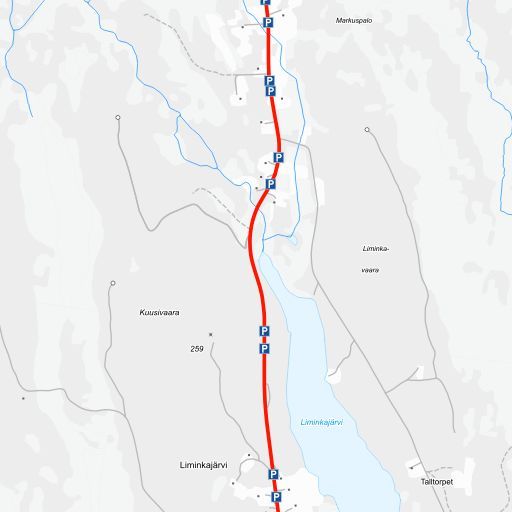 P
Markuspalo
P
P
P
P
P
Liminka-
vaara
Kuusivaara
P
259
P
Liminkajärvi
Liminkajärvi
P
Talltorpet
P